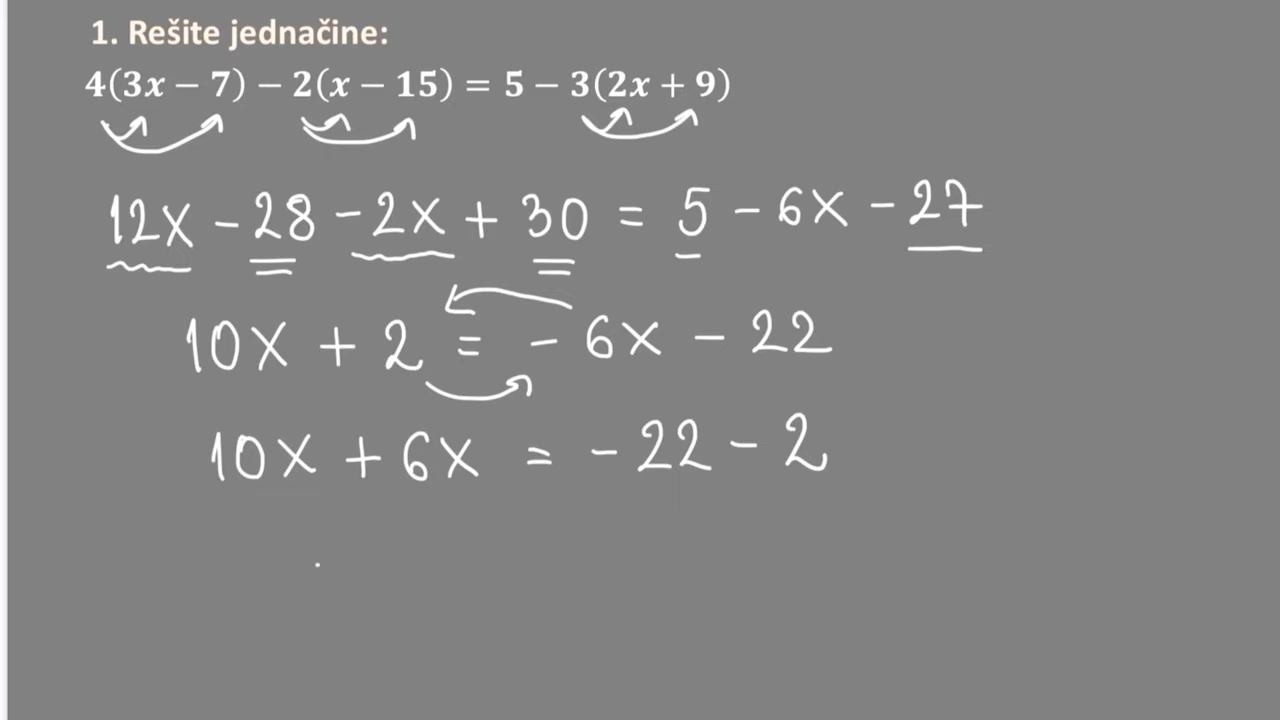 1. Rešite jednačine:
4(3x − 7) − 2(x − 15) = 5 − 3(2x + 9)
12x - 28 - 2x + 30 = 5 - 6x - 27
10x + 2 = - 6x - 22
10x + 6x = - 22 - 2